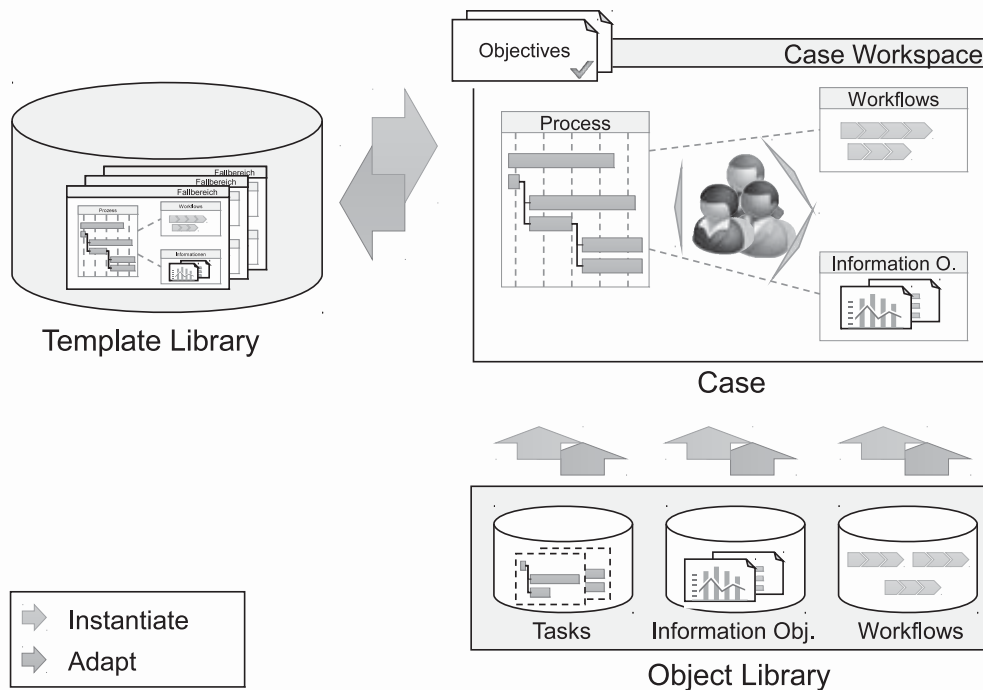 Objectives
Case Workspace
Process
Workflows
Information O.
Case
Fallbereich
Fallbereich
Fallbereich
Prozess
Workflows
Informationen
Template Library
Tasks
Information Obj.
Workflows
Object Library
Instantiate
Adapt